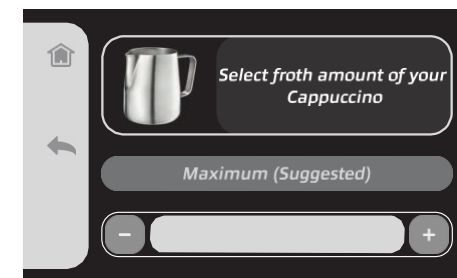 Select froth amount of your
Cappuccino
Maximum (Suggested)
− +